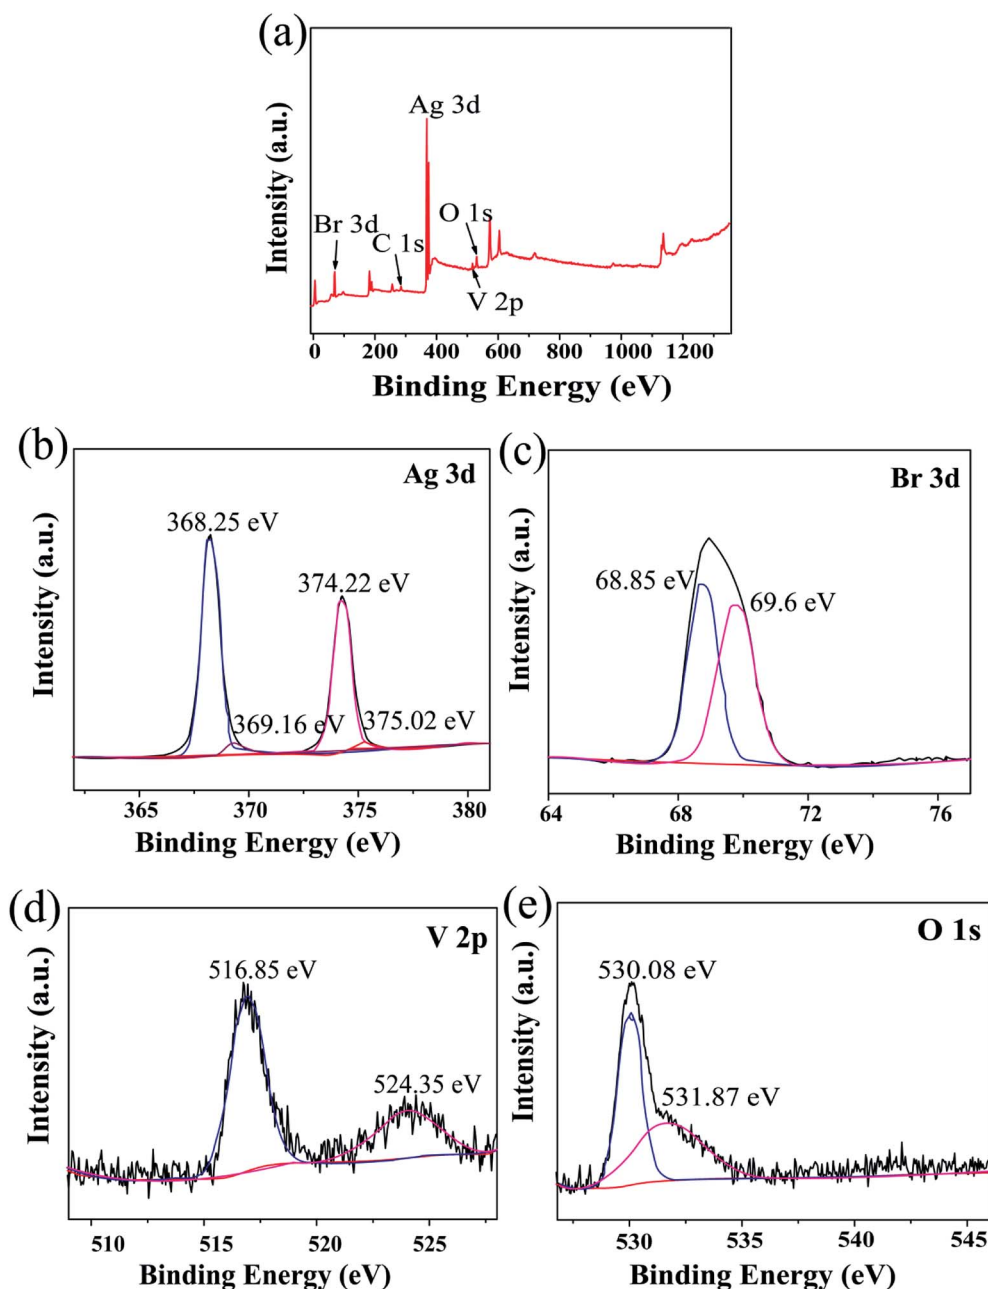 (a)
Ag 3d
O 1s
Br 3d
C 1s
V 2p
Intensity (a.u.)
0 200 400 600 800 1000 1200
Binding Energy (eV)
(b)
Ag 3d
368.25 eV
374.22 eV
369.16 eV
375.02 eV
Intensity (a.u.)
365 370 375 380
Binding Energy (eV)
(c)
Br 3d
68.85 eV
69.6 eV
Intensity (a.u.)
64 68 72 76
Binding Energy (eV)
(d)
V 2p
516.85 eV
524.35 eV
Intensity (a.u.)
510 515 520 525
Binding Energy (eV)
(e)
O 1s
530.08 eV
531.87 eV
Intensity (a.u.)
530 535 540 545
Binding Energy (eV)